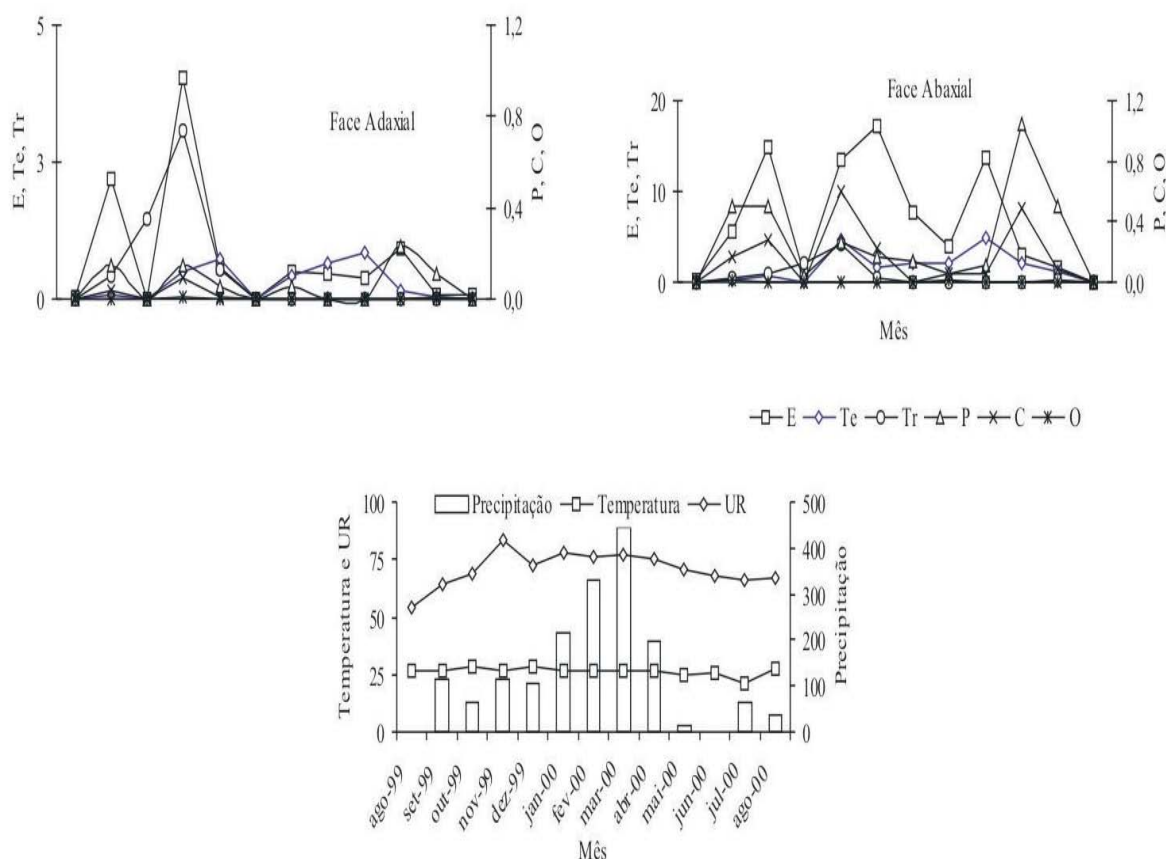 Face Adaxial
E, Te, Tr
5
3
0
P, C, O
1,2
0,8
0,4
0,0
Face Abaxial
E, Te, Tr
20
10
0
P, C, O
1,2
0,8
0,4
0,0
Mês
E Te Tr P C O
Precipitação Temperatura UR
Temperatura e UR
100
75
50
25
0
Precipitação
500
400
300
200
100
0
ago-99
set-99
out-99
nov-99
dez-99
jan-00
fev-00
mar-00
abr-00
mai-00
jun-00
jul-00
ago-00
Mês